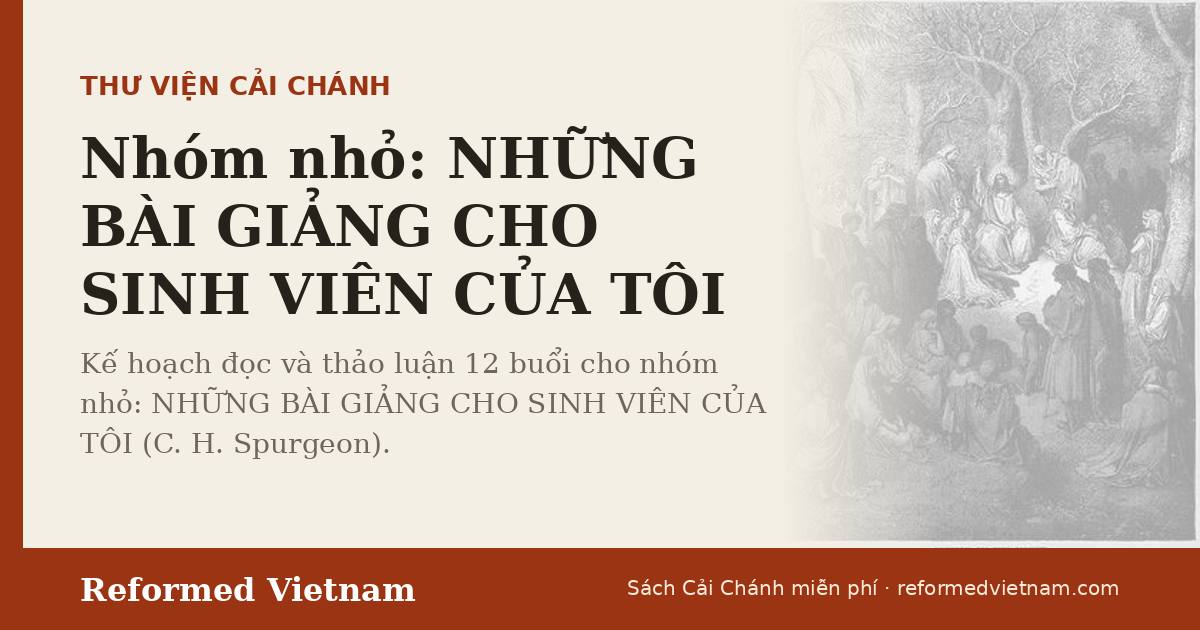 THƯ VIỆN CẢI CHÁNH
Nhóm nhỏ: NHỮNG
BÀI GIẢNG CHO
SINH VIÊN CỦA TÔI
Kế hoạch đọc và thảo luận 12 buổi cho nhóm
nhỏ: NHỮNG BÀI GIẢNG CHO SINH VIÊN CỦA
TÔI (C. H. Spurgeon).
Reformed Vietnam
Sách Cải Chánh miễn phí · reformedvietnam.com